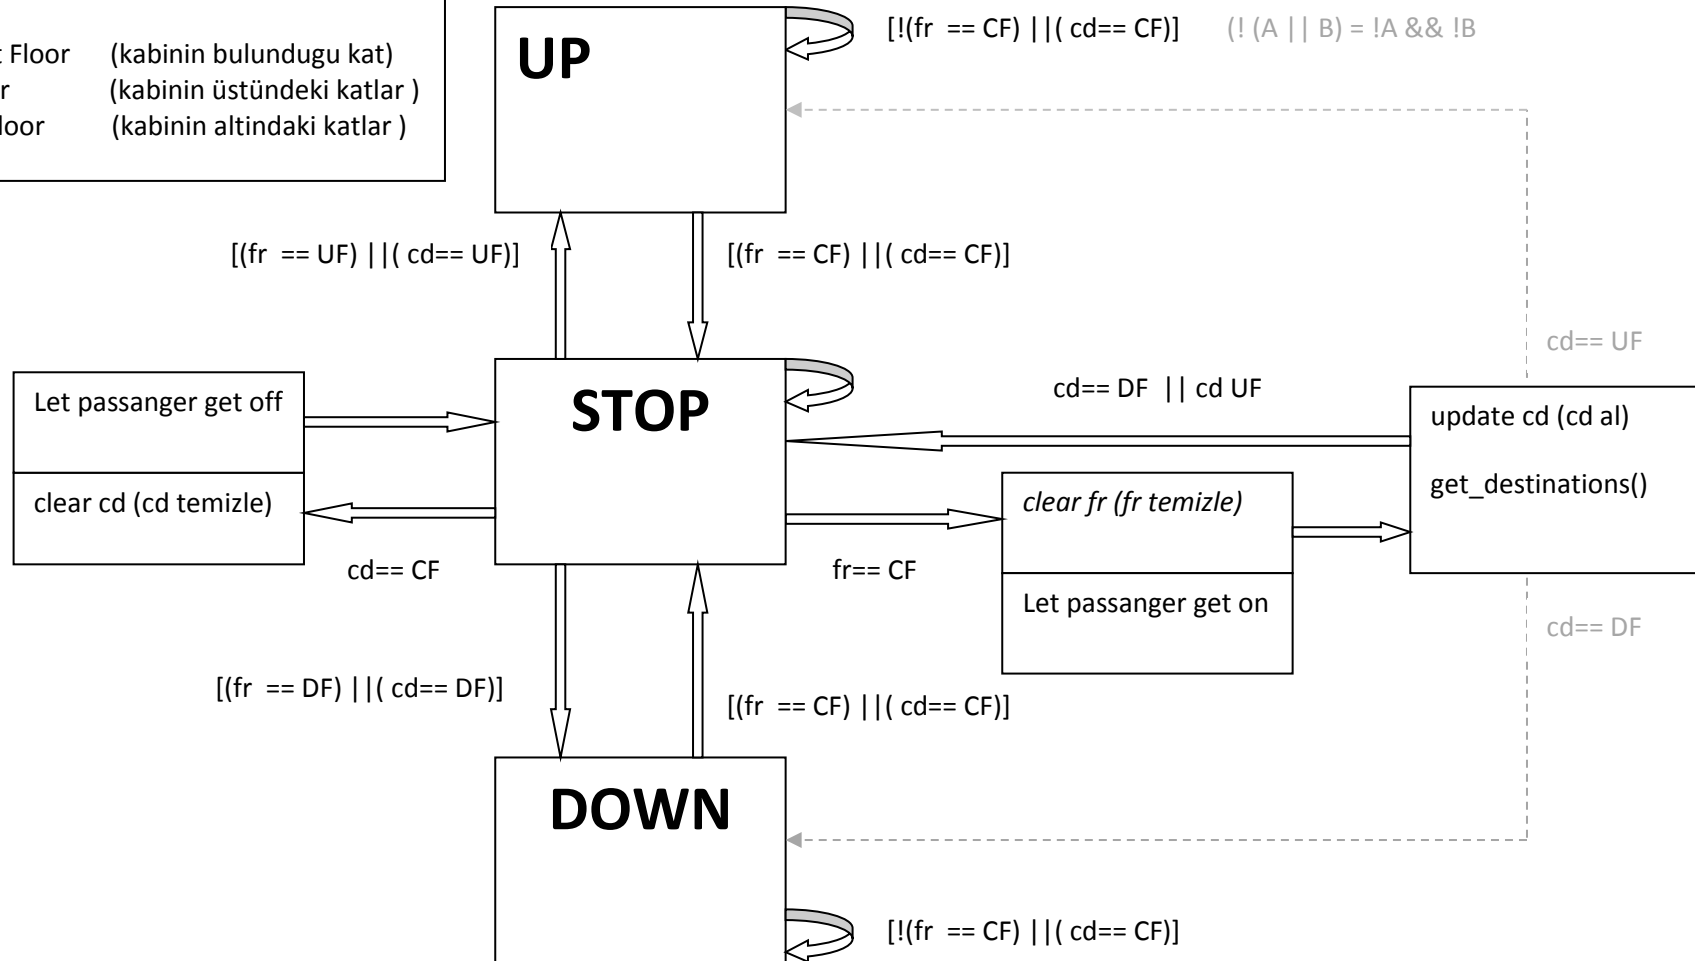 Floor (kabinin bulundugu kat)
(kabinin üstündeki katlar )
(kabinin altindaki katlar )
UP
[!(fr == CF) ||( cd== CF)] (! (A || B) = !A && !B
[(fr == UF) ||( cd== UF)]
[(fr == CF) ||( cd== CF)]
cd== UF
Let passanger get off
STOP
cd== DF || cd UF
update cd (cd al)
get_destinations()
clear cd (cd temizle)
clear fr (fr temizle)
cd== CF
fr== CF
Let passanger get on
cd== DF
[(fr == DF) ||( cd== DF)]
[(fr == CF) ||( cd== CF)]
DOWN
[!(fr == CF) ||( cd== CF)]